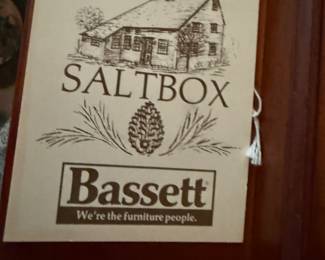 SALTBOX
Bassett®
We're the furniture people.